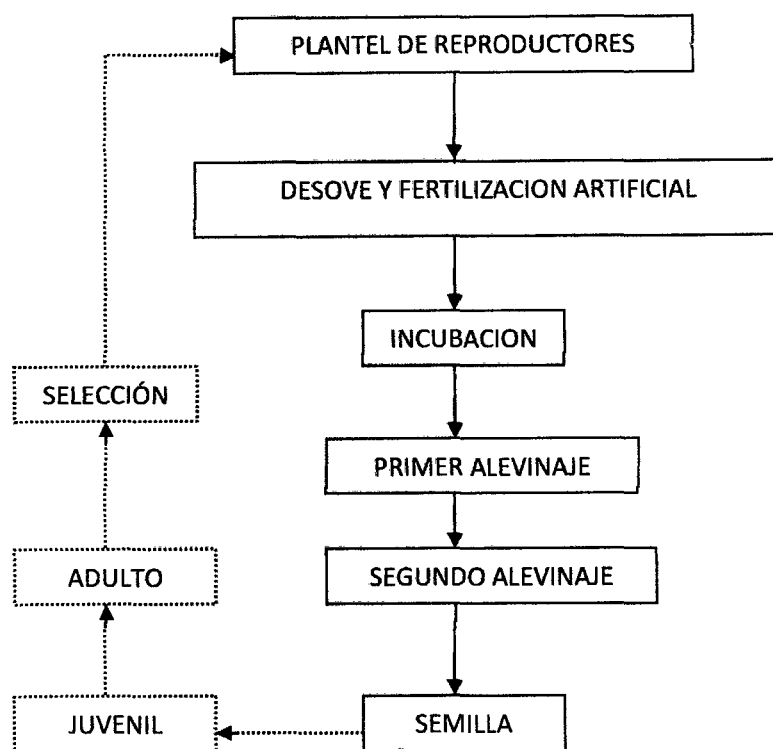 PLANTEL DE REPRODUCTORES
DESOVE Y FERTILIZACION ARTIFICIAL
INCUBACION
SELECCIÓN
PRIMER ALEVINAJE
ADULTO
SEGUNDO ALEVINAJE
JUVENIL
SEMILLA